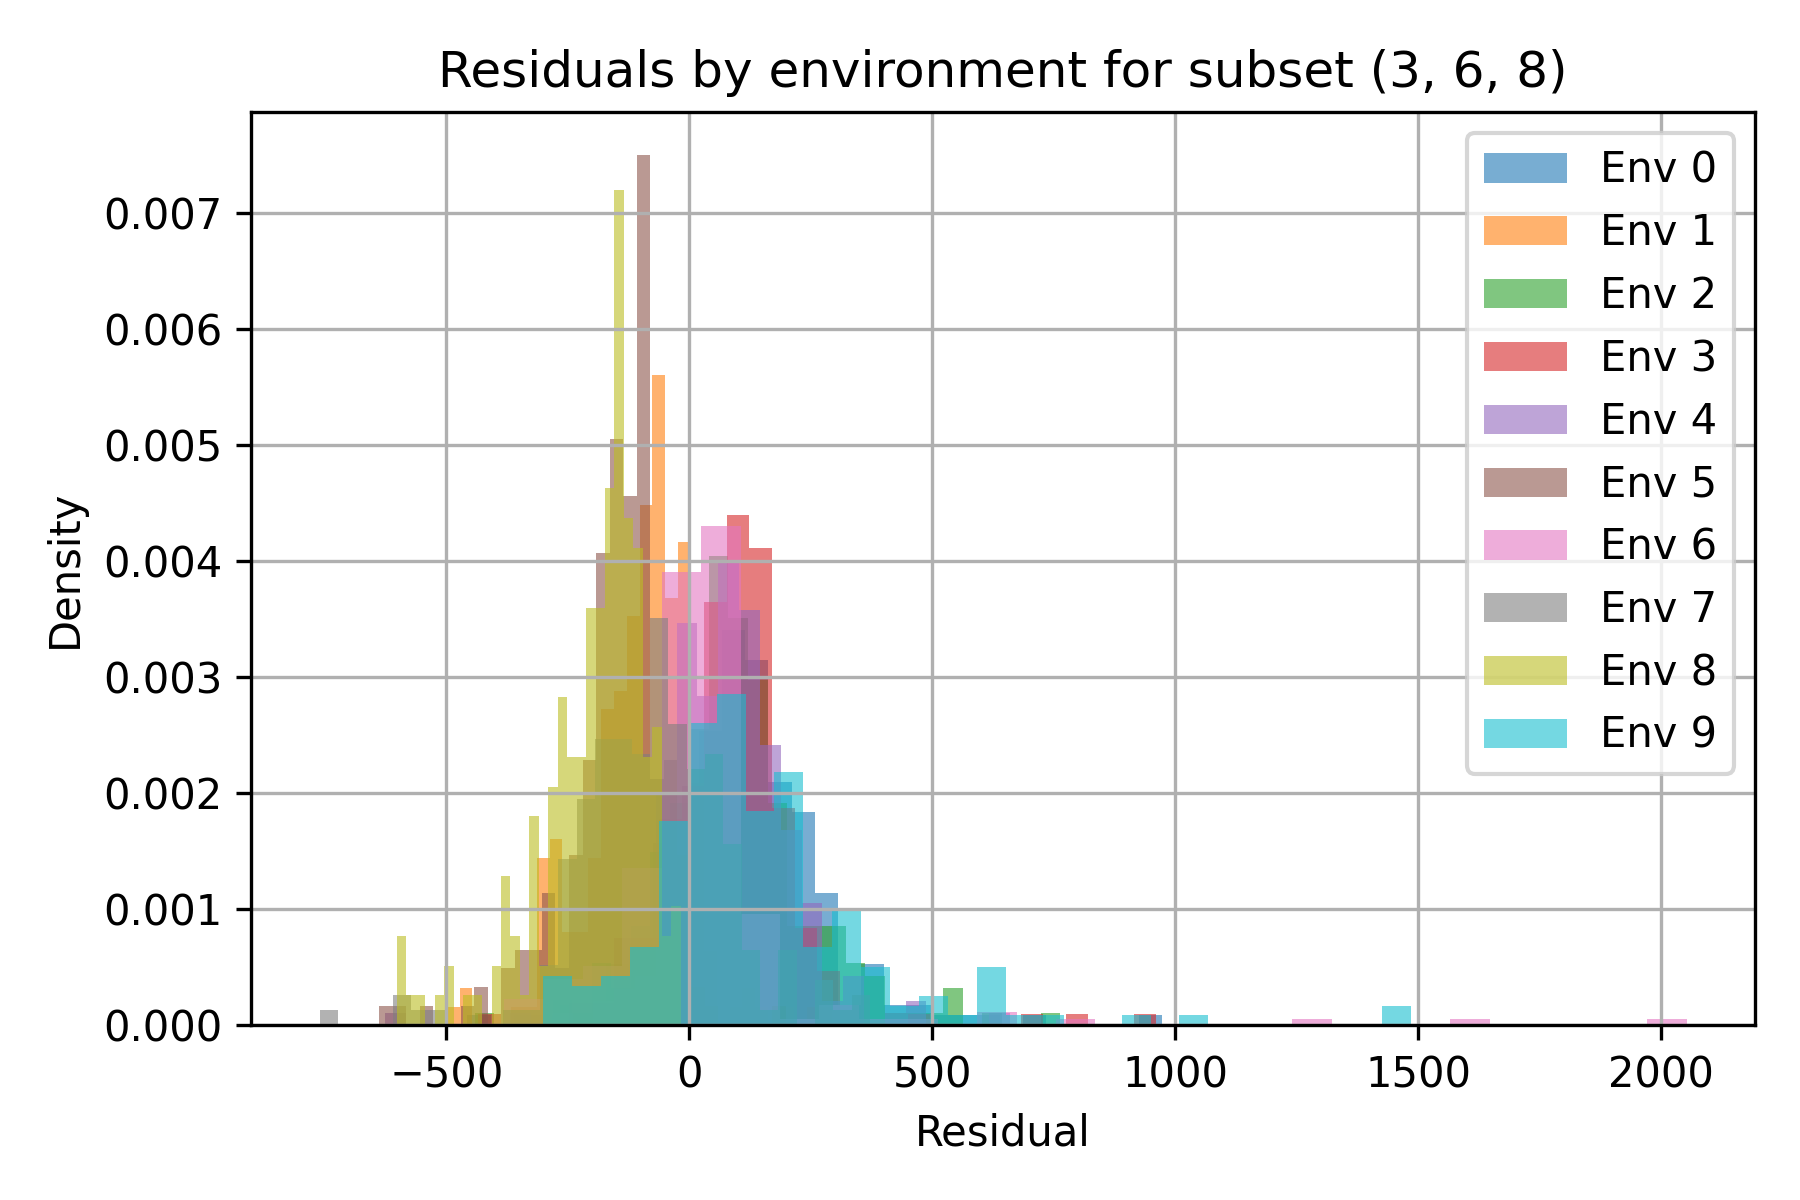 Residuals by environment for subset (3, 6, 8)
Density
0.007
0.006
0.005
0.004
0.003
0.002
0.001
0.000
−500
0
500
1000
1500
2000
Residual
Env 0
Env 1
Env 2
Env 3
Env 4
Env 5
Env 6
Env 7
Env 8
Env 9